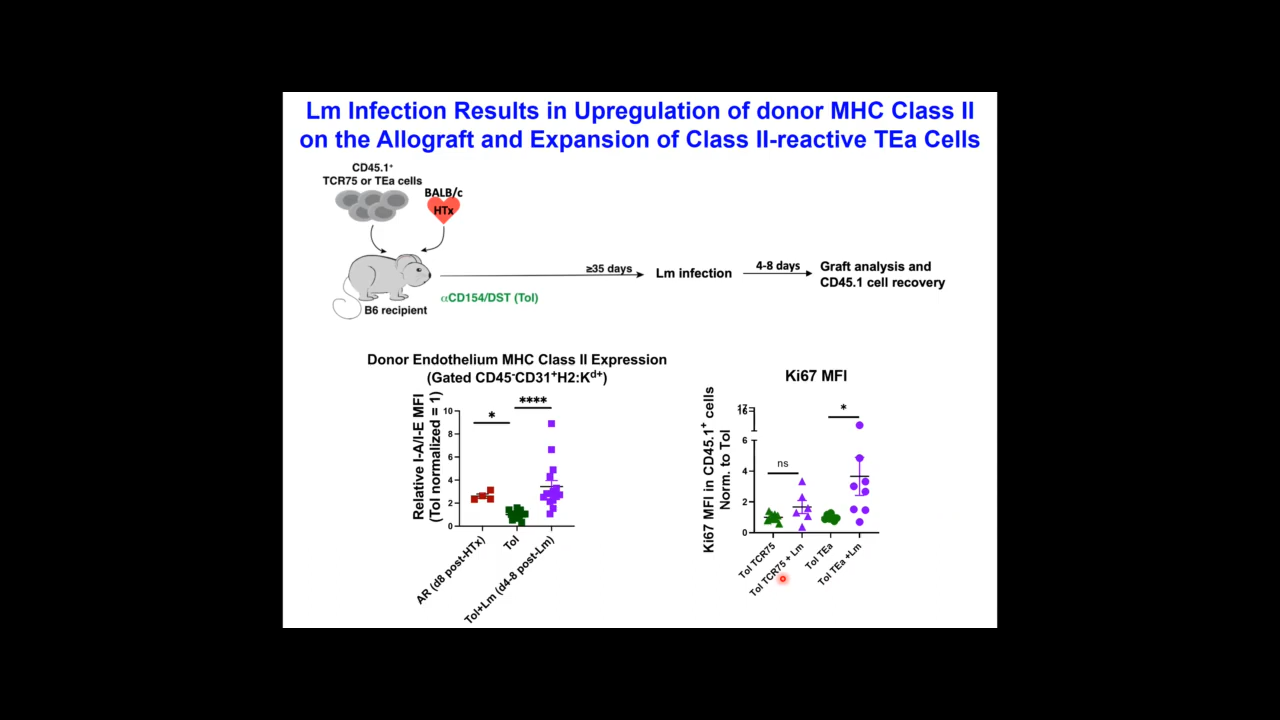 Lm Infection Results in Upregulation of donor MHC Class II
on the Allograft and Expansion of Class II-reactive TEa Cells
CD45.1⁺
TCR75 or TEa cells
BALB/c
HTx
≥35 days
Lm infection
4-8 days
Graft analysis and
CD45.1 cell recovery
αCD154/DST (Tol)
B6 recipient
Donor Endothelium MHC Class II Expression
(Gated CD45⁻CD31⁺H2:Kᵈ⁺)
Relative I-A/I-E MFI
(Tol normalized = 1)
10
8
6
4
2
0
*
****
AR (d8 post-HTx)
Tol
Tol+Lm (d4-8 post-Lm)
Ki67 MFI
Ki67 MFI in CD45.1⁺ cells
Norm. to Tol
17
16
6
4
2
0
ns
*
Tol TCR75
Tol TCR75 + Lm
Tol TEa
Tol TEa +Lm